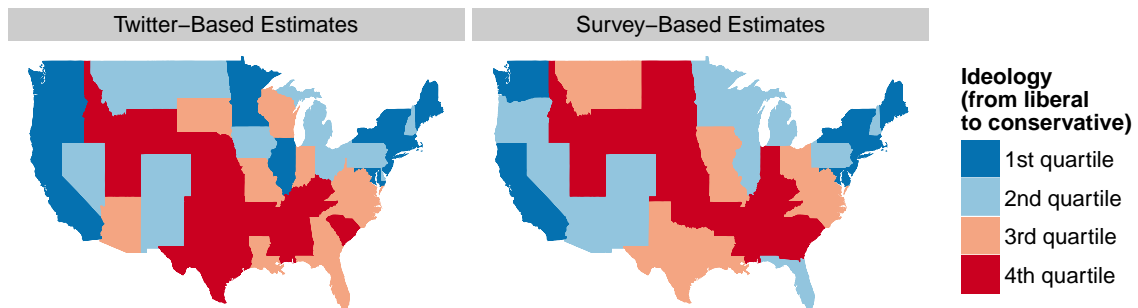 Twitter−Based Estimates
Survey−Based Estimates
Ideology
(from liberal
to conservative)
1st quartile
2nd quartile
3rd quartile
4th quartile